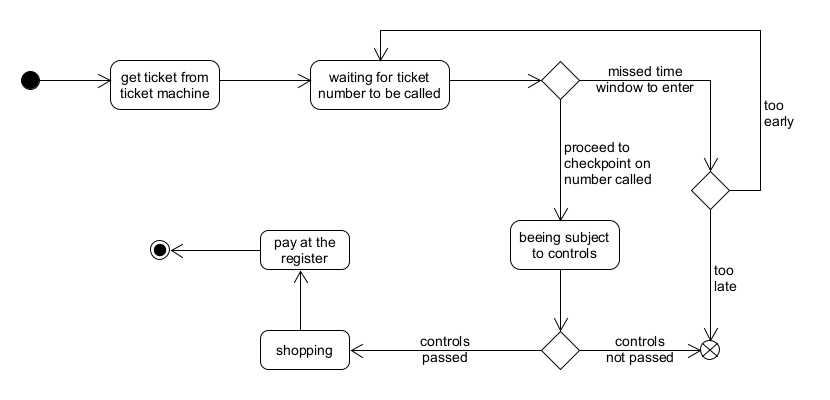 get ticket from
ticket machine
waiting for ticket
number to be called
missed time
window to enter
too
early
proceed to
checkpoint on
number called
beeing subject
to controls
pay at the
register
too
late
shopping
controls
passed
controls
not passed